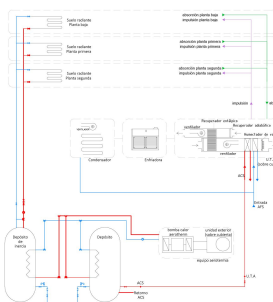 Suelo radiante
Planta baja
absorción planta baja
impulsión planta baja
Suelo radiante
Planta primera
absorción planta primera
impulsión planta primera
Suelo radiante
Planta segunda
absorción planta segunda
impulsión planta segunda
impulsión
Recuperador entálpico
Recuperador adiabático
ventilador
ventilador
Condensador
Enfriadora
U.T.A.
ACS
Entrada
AFS
Depósito
de
inercia
Depósito
bomba calor
aerotermia
unidad exterior
(sobre cubierta)
equipo aerotermia
U.T.A.
ACS
Retorno
ACS